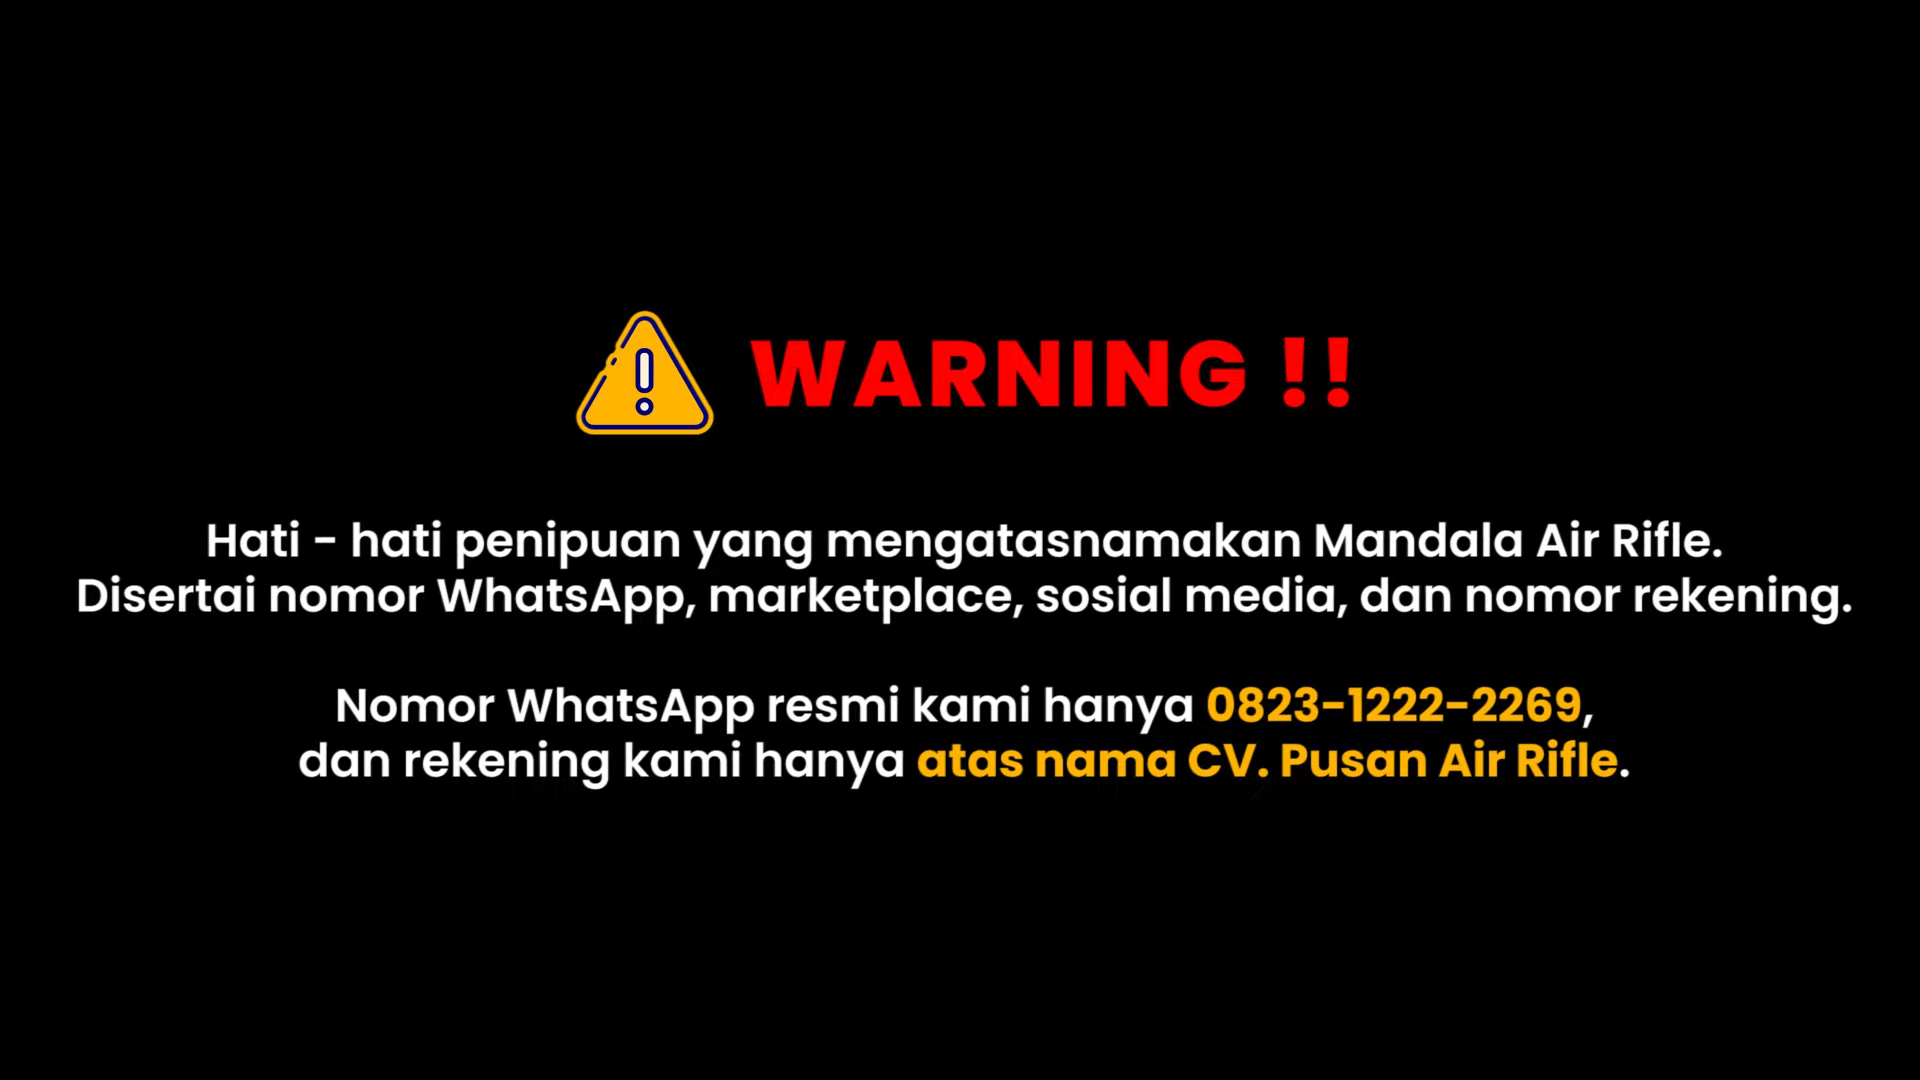 WARNING !!
Hati - hati penipuan yang mengatasnamakan Mandala Air Rifle.
Disertai nomor WhatsApp, marketplace, sosial media, dan nomor rekening.
Nomor WhatsApp resmi kami hanya 0823-1222-2269,
dan rekening kami hanya atas nama CV. Pusan Air Rifle.